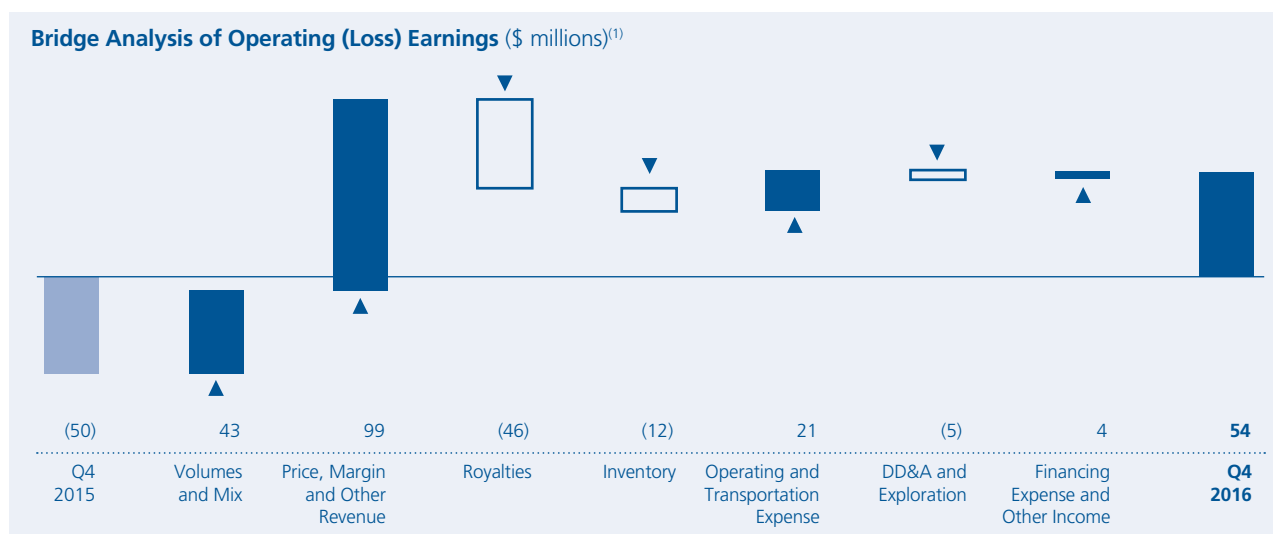 Bridge Analysis of Operating (Loss) Earnings ($ millions)(1)
(50) 43 99 (46) (12) 21 (5) 4 54
Q4 Volumes Price, Margin Royalties Inventory Operating and DD&A and Financing Q4
2015 and Mix and Other Transportation Exploration Expense and 2016
Revenue Expense Other Income